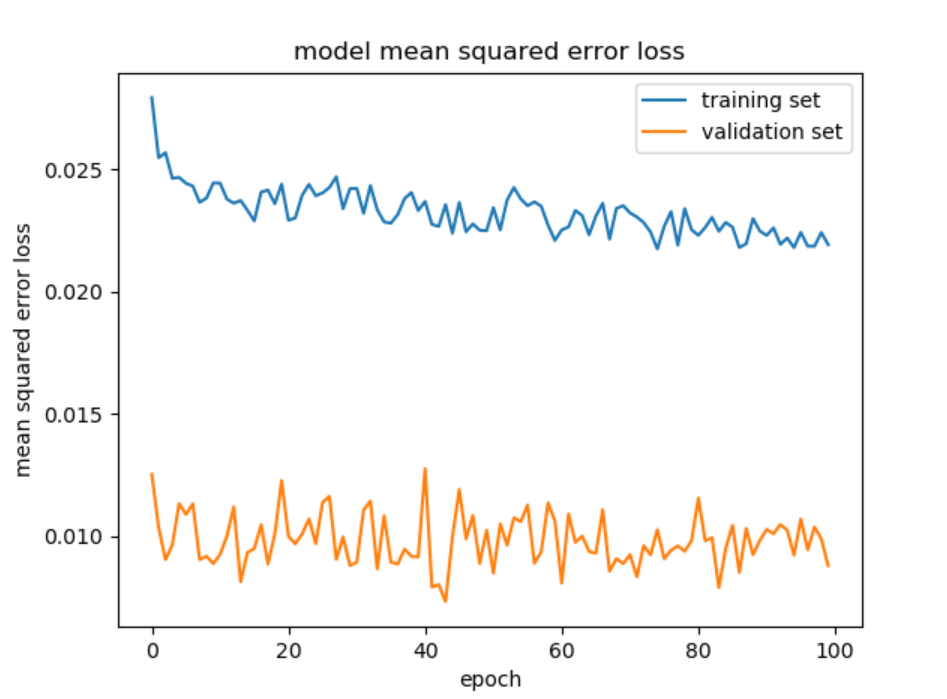 model mean squared error loss
training set
validation set
mean squared error loss
0.025
0.020
0.015
0.010
0 20 40 60 80 100
epoch